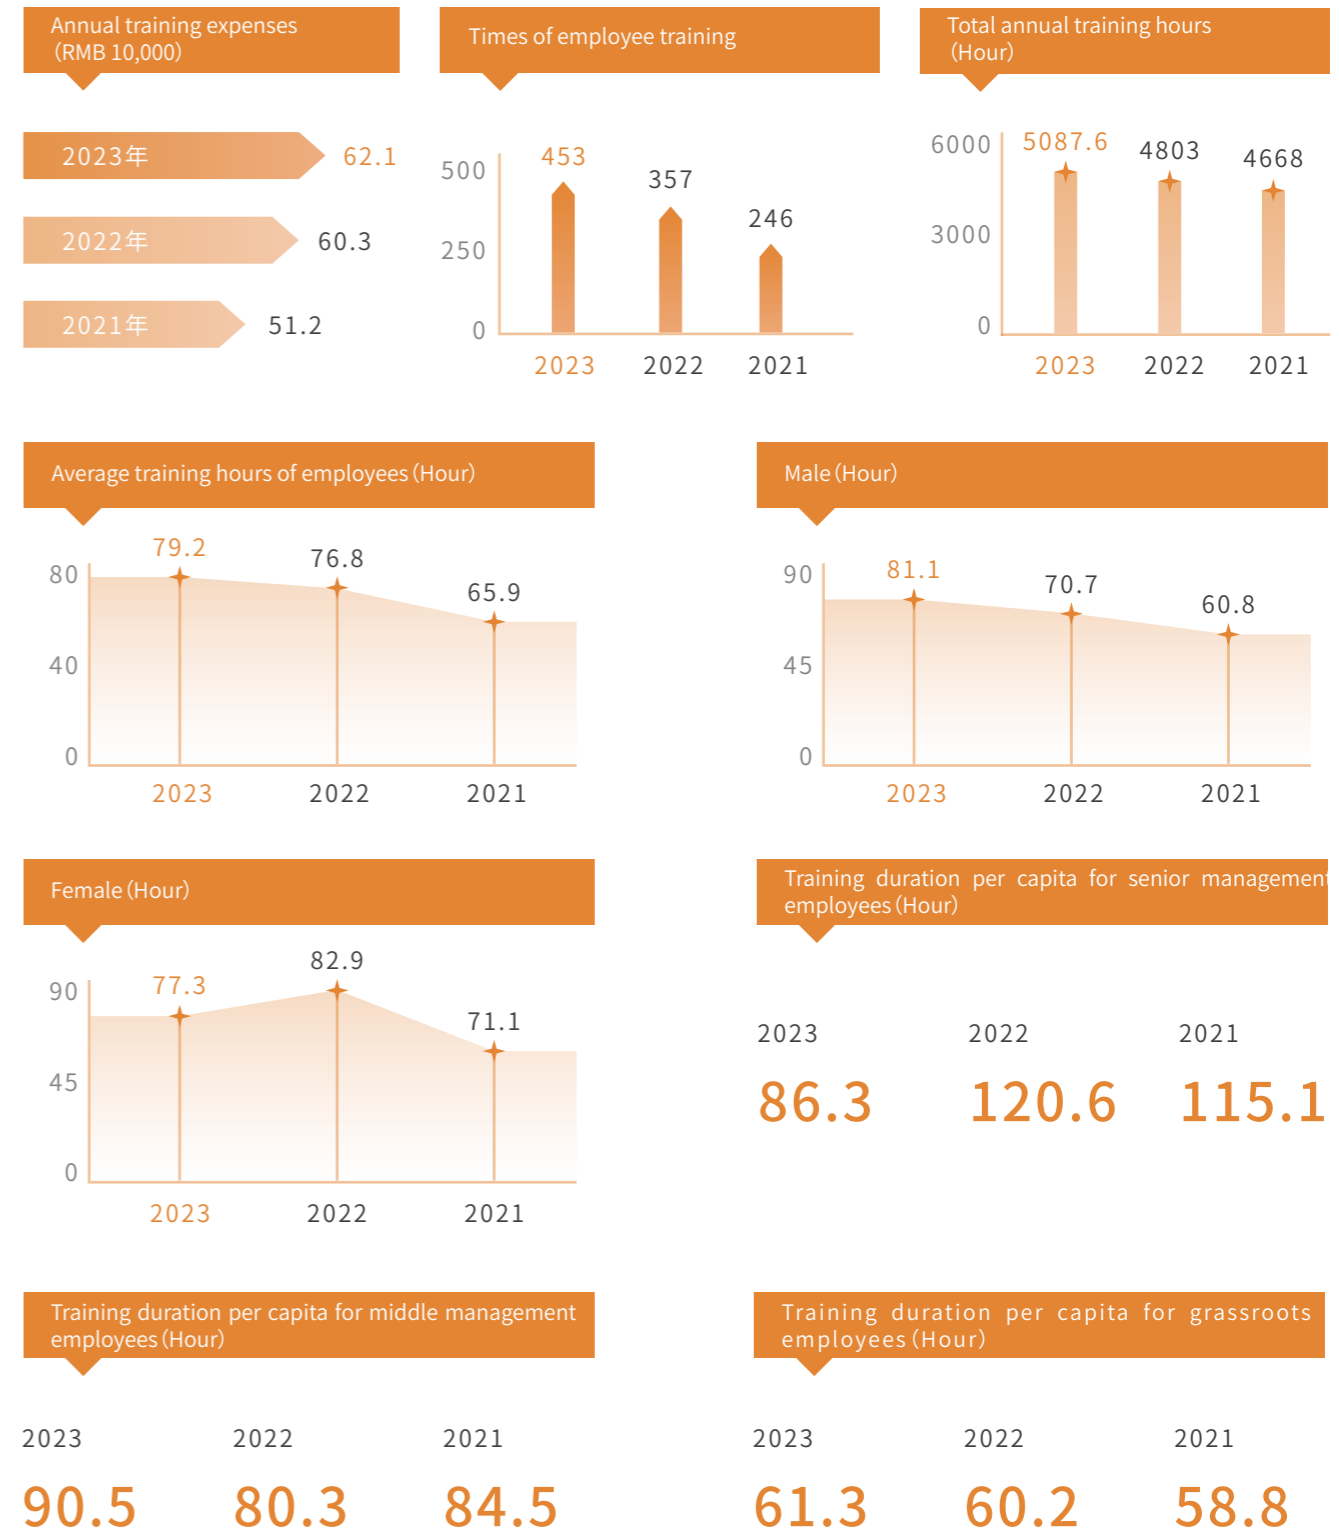 Annual training expenses
（RMB 10,000）
2023年 62.1
2022年 60.3
2021年 51.2
Times of employee training
500
250
0
453
357
246
2023 2022 2021
Total annual training hours
（Hour）
6000
3000
0
5087.6
4803
4668
2023 2022 2021
Average training hours of employees（Hour）
80
40
0
79.2
76.8
65.9
2023 2022 2021
Male（Hour）
90
45
0
81.1
70.7
60.8
2023 2022 2021
Female（Hour）
90
45
0
77.3
82.9
71.1
2023 2022 2021
Training duration per capita for senior management
employees（Hour）
2023 2022 2021
86.3 120.6 115.1
Training duration per capita for middle management
employees（Hour）
2023 2022 2021
90.5 80.3 84.5
Training duration per capita for grassroots
employees（Hour）
2023 2022 2021
61.3 60.2 58.8